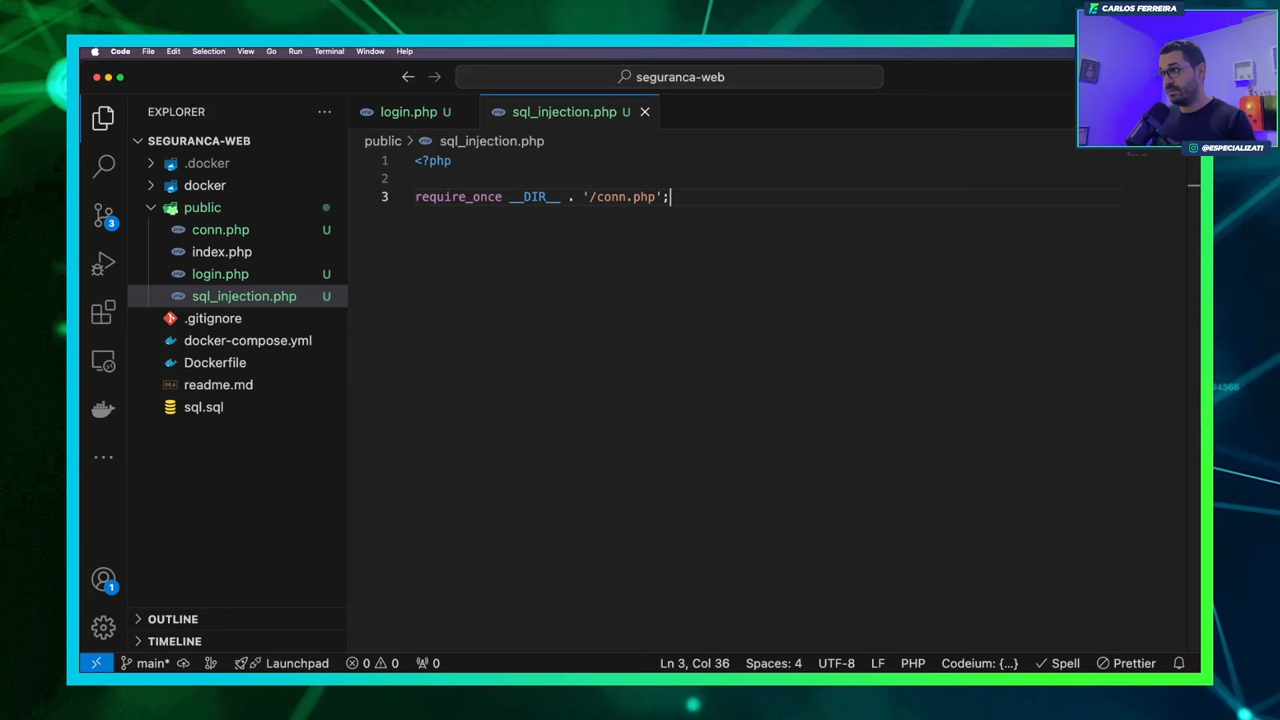 CARLOS FERREIRA
@ESPECIALIZATI
Code File Edit Selection View Go Run Terminal Window Help
seguranca-web
EXPLORER
SEGURANCA-WEB
.docker
docker
public
conn.php U
index.php
login.php U
sql_injection.php U
.gitignore
docker-compose.yml
Dockerfile
readme.md
sql.sql
OUTLINE
TIMELINE
3
1
login.php U
sql_injection.php U
public > sql_injection.php
1 <?php
2
3 require_once __DIR__ . '/conn.php';
main* Launchpad 0 0 0 Ln 3, Col 36 Spaces: 4 UTF-8 LF PHP Codeium: {...} Spell Prettier